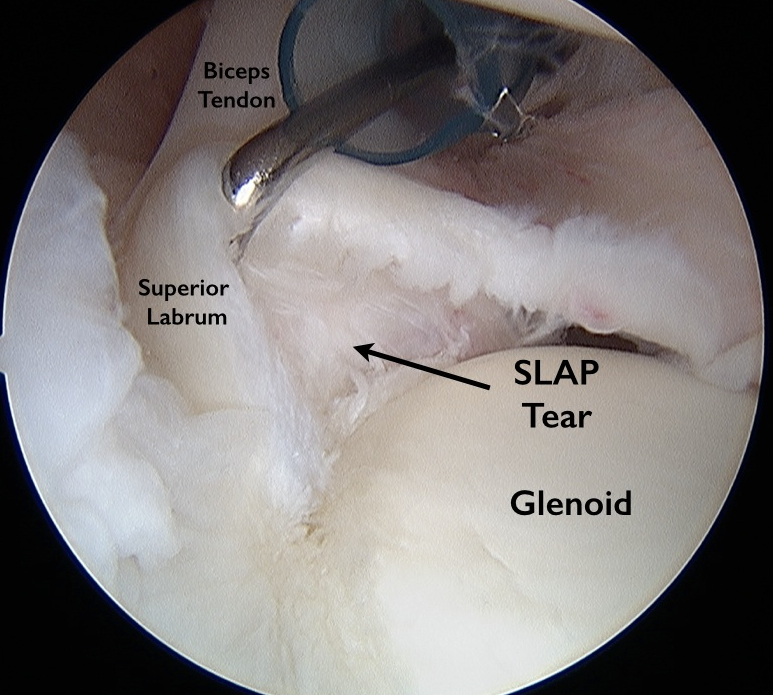 Biceps
Tendon
Superior
Labrum
SLAP
Tear
Glenoid